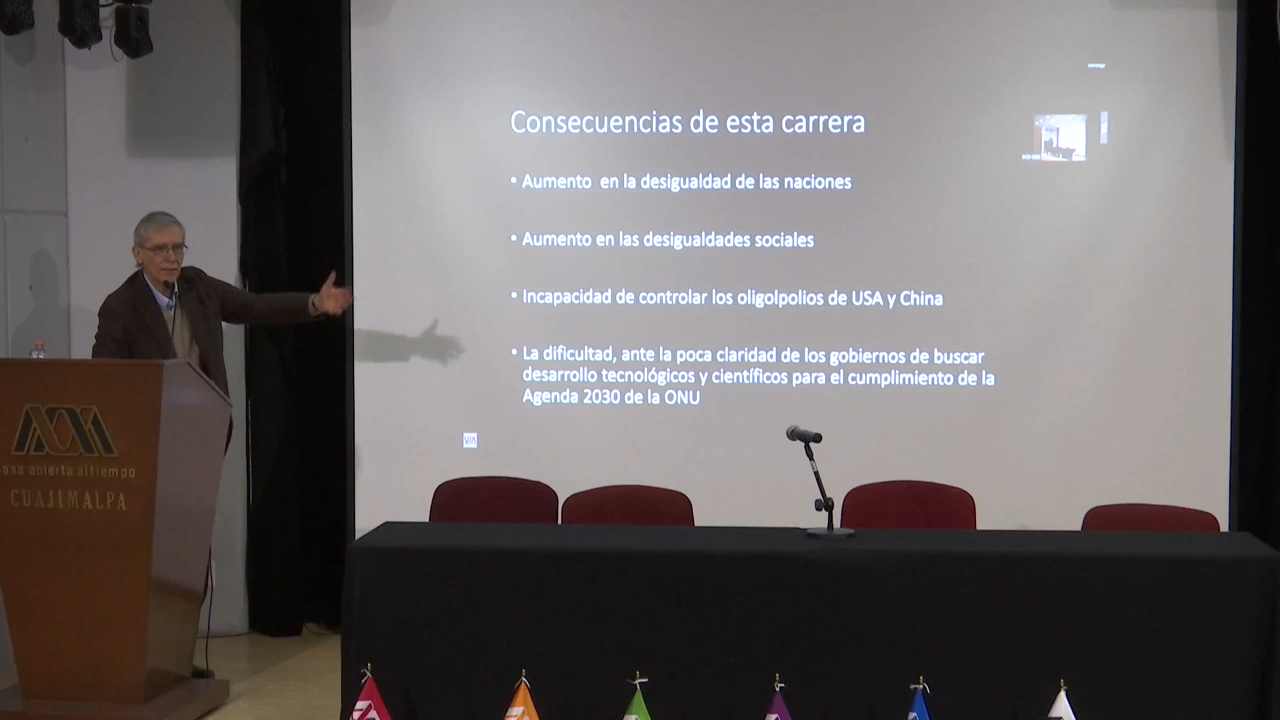 Consecuencias de esta carrera
• Aumento en la desigualdad de las naciones
• Aumento en las desigualdades sociales
• Incapacidad de controlar los oligolpolios de USA y China
• La dificultad, ante la poca claridad de los gobiernos de buscar
desarrollo tecnológicos y científicos para el cumplimiento de la
Agenda 2030 de la ONU
asa abierta al tiempo
CUAJIMALPA